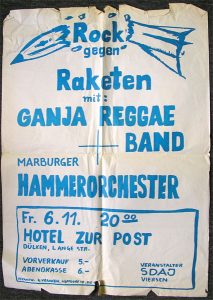 Rock
gegen
Raketen
mit:
GANJA REGGAE
BAND
MARBURGER
HAMMERORCHESTER
Fr. 6.11. 20 00
HOTEL ZUR POST
DÜLKEN, LANGE STR.
VORVERKAUF 5.-
ABENDKASSE 6.-
VERANSTALTER
SDAJ
VIERSEN